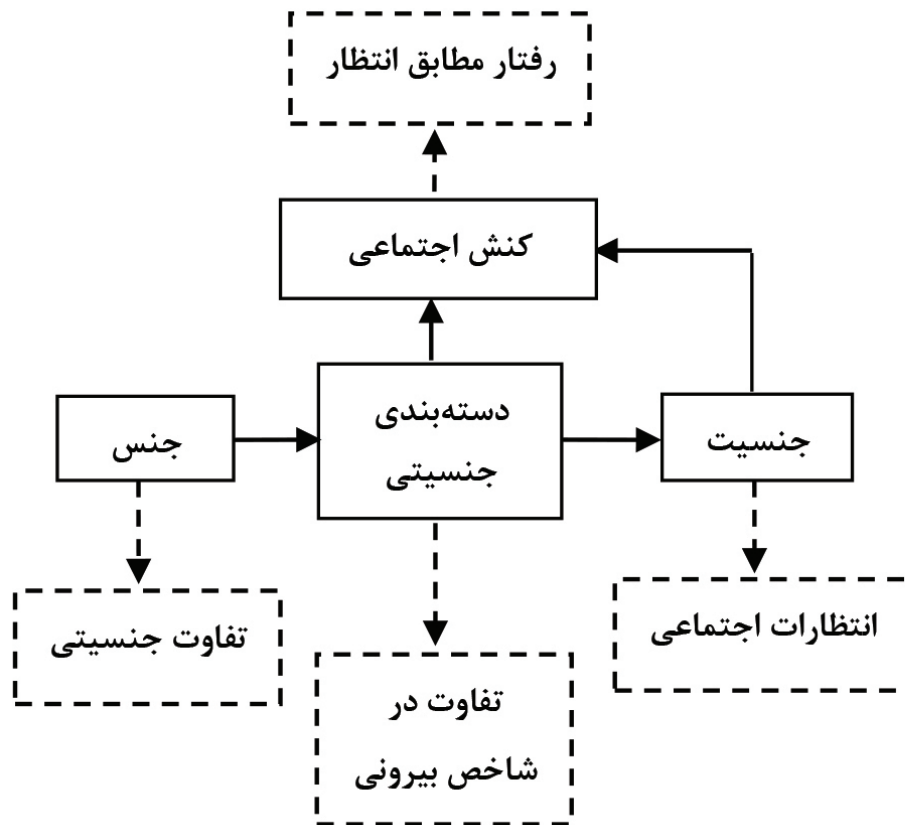 رفتار مطابق انتظار
کنش اجتماعی
جنس
دسته‌بندی
جنسیتی
جنسیت
تفاوت جنسیتی
تفاوت در
شاخص بیرونی
انتظارات اجتماعی